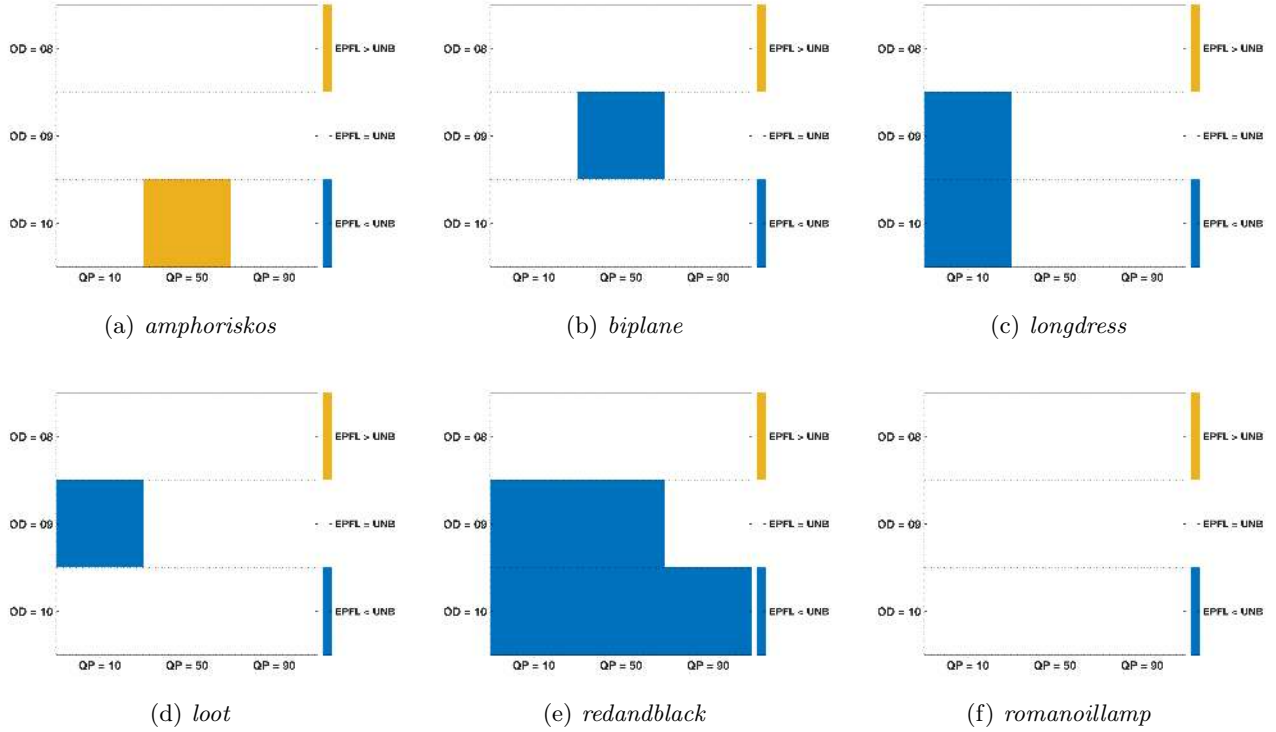 OD = 08
EPFL > UNB
OD = 09
EPFL = UNB
OD = 10
EPFL < UNB
QP = 10 QP = 50 QP = 90
(a) amphoriskos
OD = 08
EPFL > UNB
OD = 09
EPFL = UNB
OD = 10
EPFL < UNB
QP = 10 QP = 50 QP = 90
(b) biplane
OD = 08
EPFL > UNB
OD = 09
EPFL = UNB
OD = 10
EPFL < UNB
QP = 10 QP = 50 QP = 90
(c) longdress
OD = 08
EPFL > UNB
OD = 09
EPFL = UNB
OD = 10
EPFL < UNB
QP = 10 QP = 50 QP = 90
(d) loot
OD = 08
EPFL > UNB
OD = 09
EPFL = UNB
OD = 10
EPFL < UNB
QP = 10 QP = 50 QP = 90
(e) redandblack
OD = 08
EPFL > UNB
OD = 09
EPFL = UNB
OD = 10
EPFL < UNB
QP = 10 QP = 50 QP = 90
(f) romanoillamp